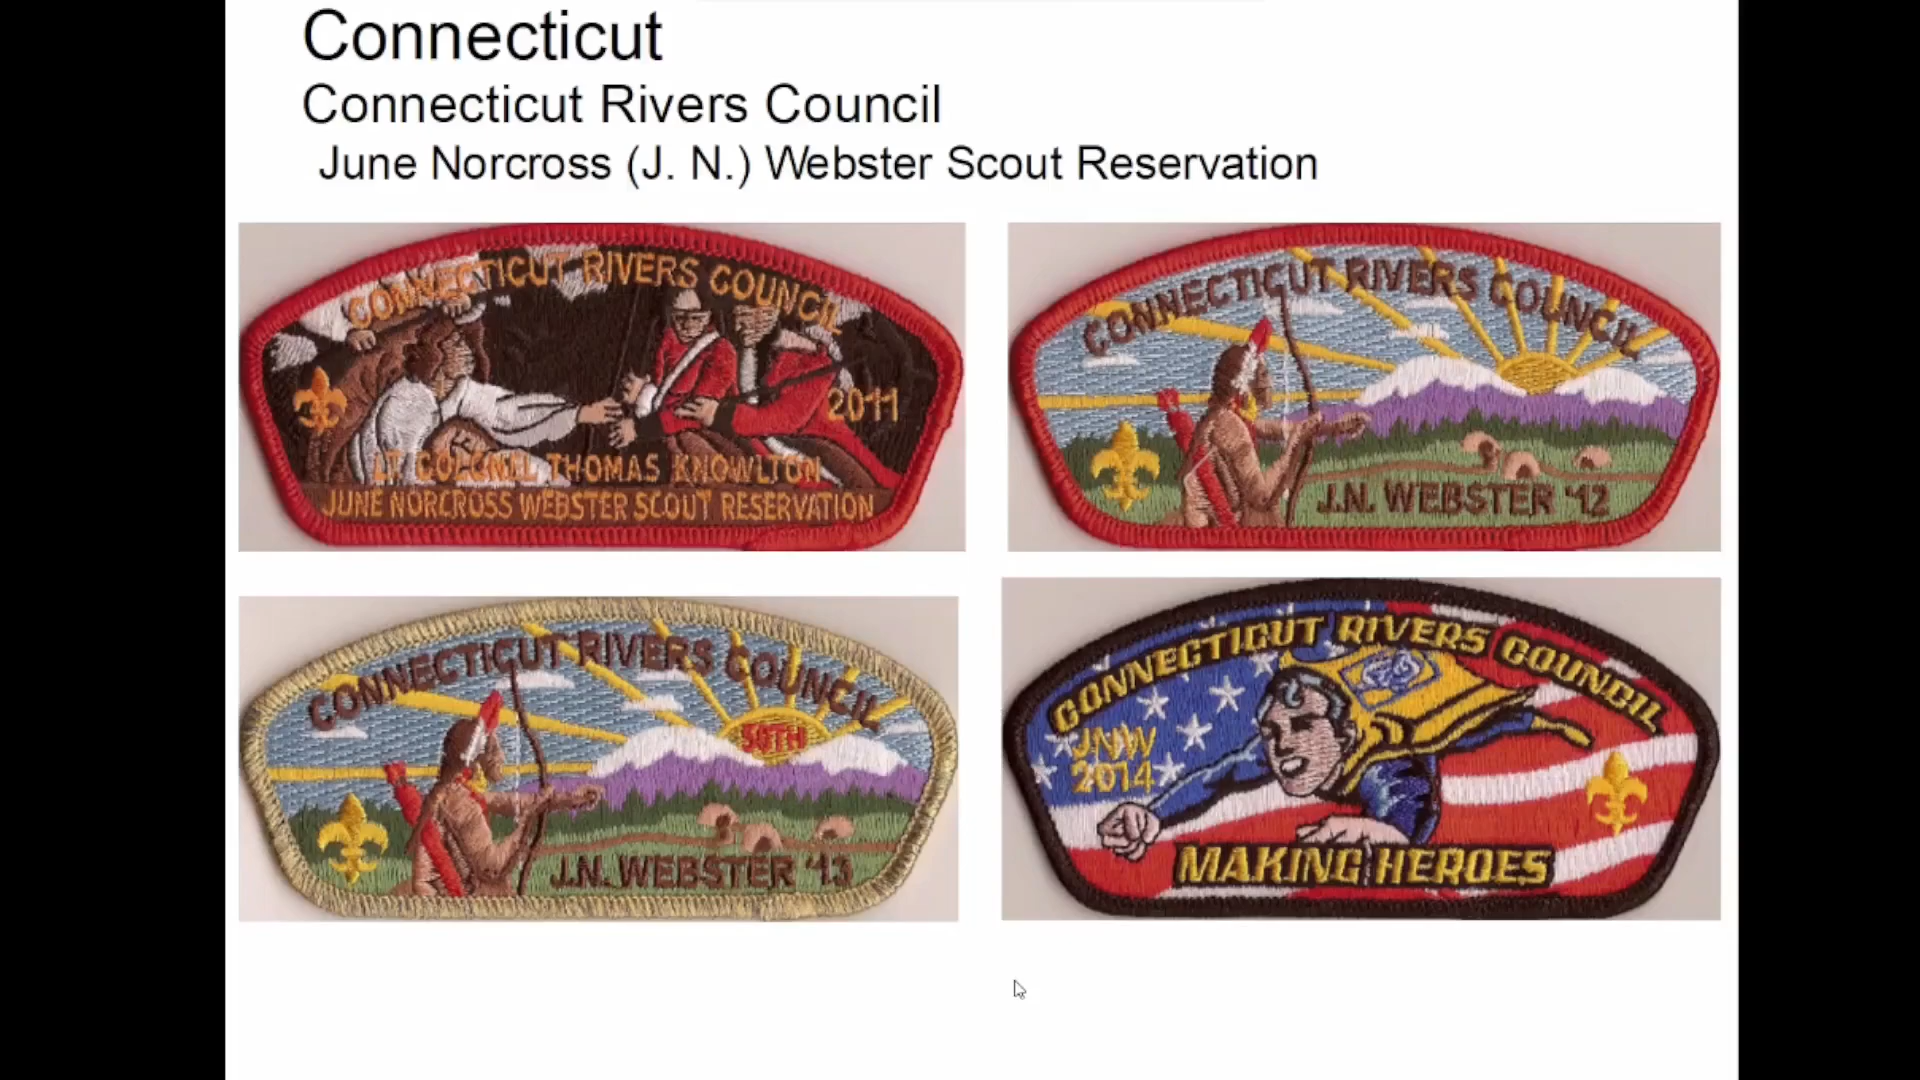 Connecticut
Connecticut Rivers Council
June Norcross (J. N.) Webster Scout Reservation
CONNECTICUT RIVERS COUNCIL
2011
LT. COLONEL THOMAS KNOWLTON
JUNE NORCROSS WEBSTER SCOUT RESERVATION
CONNECTICUT RIVERS COUNCIL
J.N. WEBSTER '12
CONNECTICUT RIVERS COUNCIL
50TH
J.N. WEBSTER '13
CONNECTICUT RIVERS COUNCIL
JNW
2014
MAKING HEROES